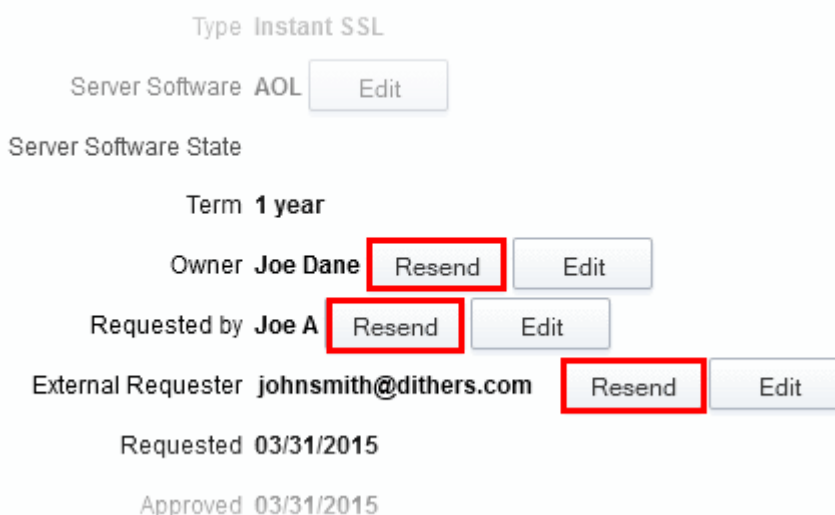 Type Instant SSL
Server Software AOL Edit
Server Software State
Term 1 year
Owner Joe Dane Resend Edit
Requested by Joe A Resend Edit
External Requester johnsmith@dithers.com Resend Edit
Requested 03/31/2015
Approved 03/31/2015